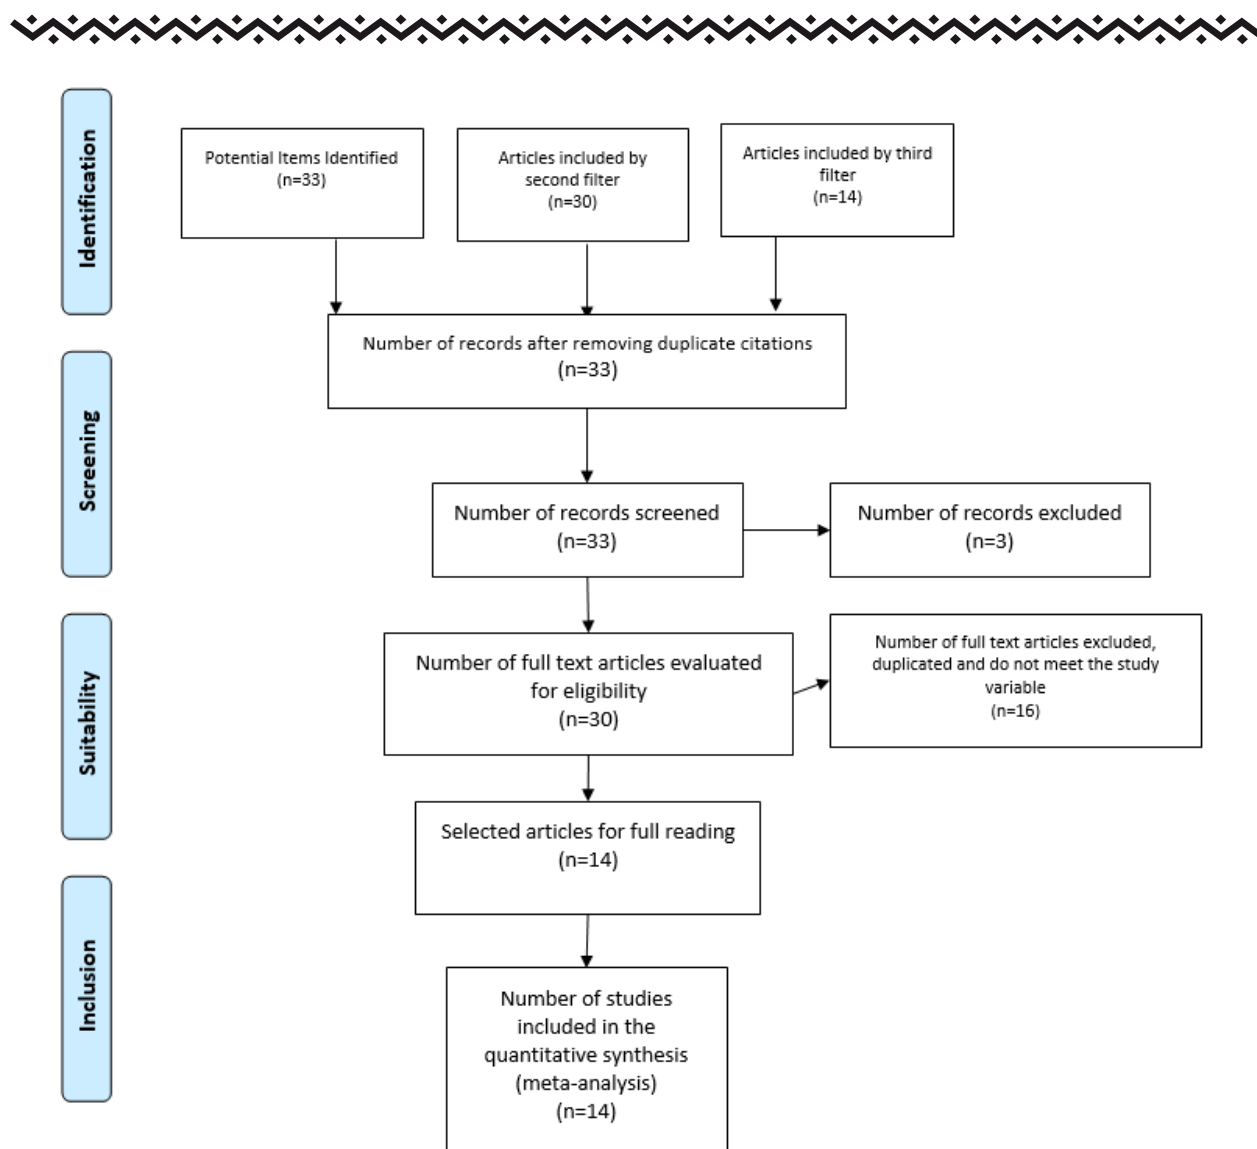 Identification
Potential Items Identified
(n=33)
Articles included by
second filter
(n=30)
Articles included by third
filter
(n=14)
Number of records after removing duplicate citations
(n=33)
Screening
Number of records screened
(n=33)
Number of records excluded
(n=3)
Suitability
Number of full text articles evaluated
for eligibility
(n=30)
Number of full text articles excluded,
duplicated and do not meet the study
variable
(n=16)
Selected articles for full reading
(n=14)
Inclusion
Number of studies
included in the
quantitative synthesis
(meta-analysis)
(n=14)